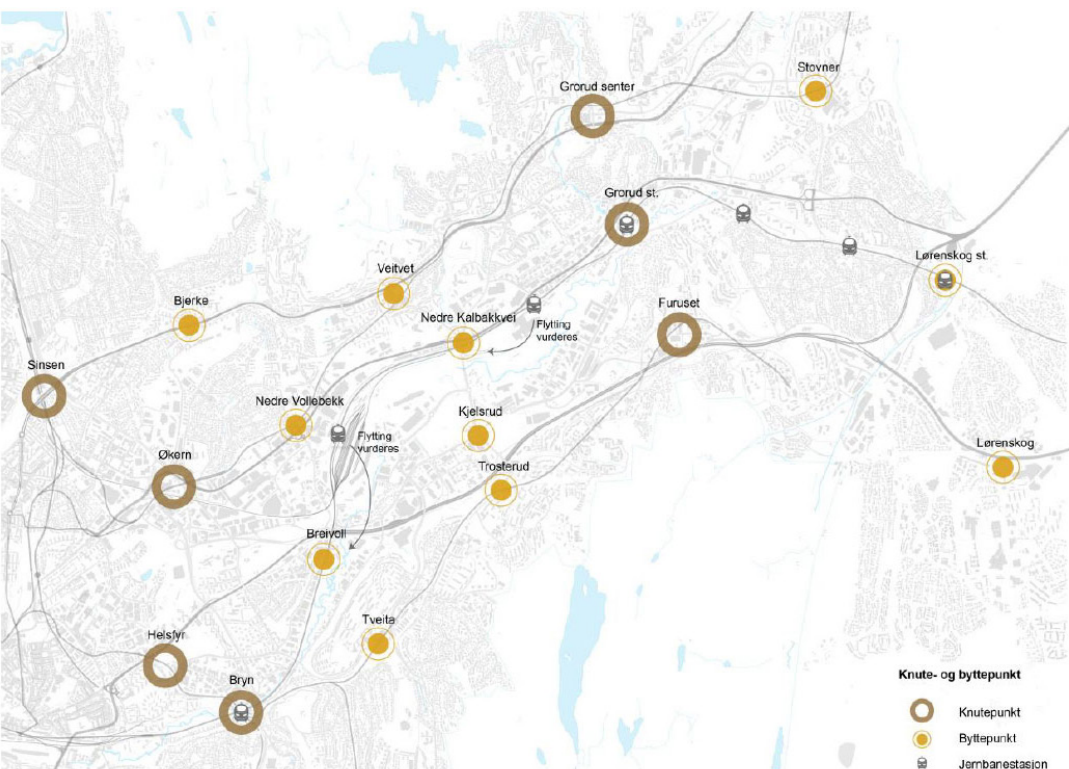 Stovner
Grorud senter
Grorud st.
Lørenskog st.
Veitvet
Bjerke
Nedre Kalbakkvei
Flytting
vurderes
Furuset
Sinsen
Nedre Vollebekk
Kjelsrud
Flytting
vurderes
Lørenskog
Økern
Trosterud
Breivoll
Tveita
Helsfyr
Bryn
Knute- og byttepunkt
Knutepunkt
Byttepunkt
Jernbanestasjon